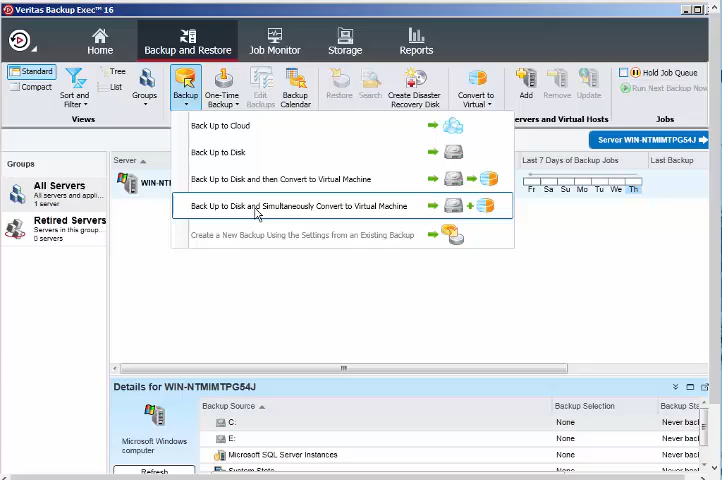 Veritas Backup Exec™ 16
Home
Backup and Restore
Job Monitor
Storage
Reports
Standard
Compact
Sort and Filter
Tree
List
Groups
Views
Backup
One-Time Backup
Edit Backups
Backup Calendar
Restore
Search
Create Disaster Recovery Disk
Convert to Virtual
Add
Remove
Update
ervers and Virtual Hosts
Hold Job Queue
Run Next Backup Now
Jobs
Back Up to Cloud
Back Up to Disk
Back Up to Disk and then Convert to Virtual Machine
Back Up to Disk and Simultaneously Convert to Virtual Machine
Create a New Backup Using the Settings from an Existing Backup
Server WIN-NTMIMTPG54J
Groups
All Servers
all servers and applic...
1 server
Retired Servers
Servers in this group...
0 servers
Server
Last 7 Days of Backup Jobs
Last Backup
WIN-NT
Fr Sa Su Mo Tu We Th
Details for WIN-NTMIMTPG54J
Microsoft Windows computer
Refresh
Backup Source
Backup Selection
Backup Sta
C:
None
Never back
E:
None
Never back
Microsoft SQL Server Instances
None
Never back
System State